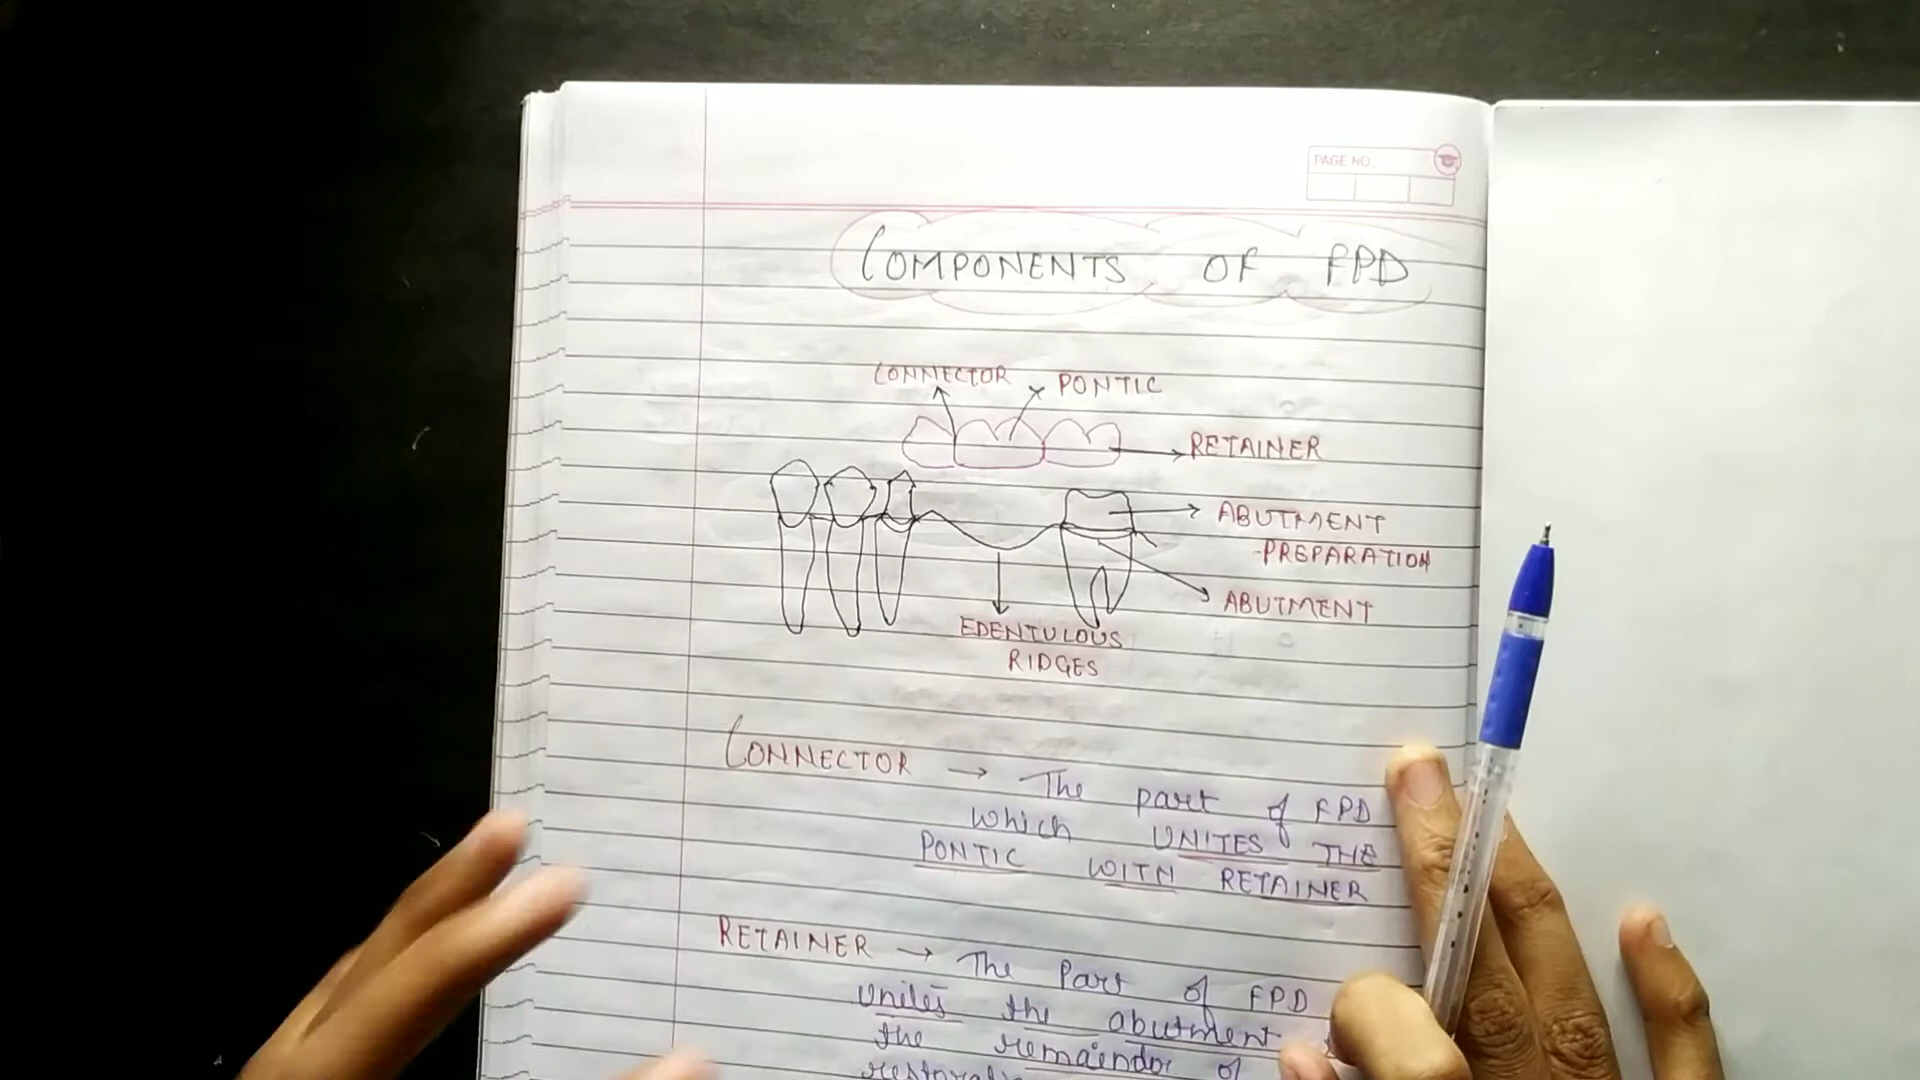 PAGE NO.
COMPONENTS OF FPD
CONNECTOR
PONTIC
RETAINER
ABUTMENT
-PREPARATION
ABUTMENT
EDENTULOUS
RIDGES
CONNECTOR → The part of FPD
which UNITES THE
PONTIC WITH RETAINER
RETAINER → The Part of FPD
Unites the abutment
the remaindor of